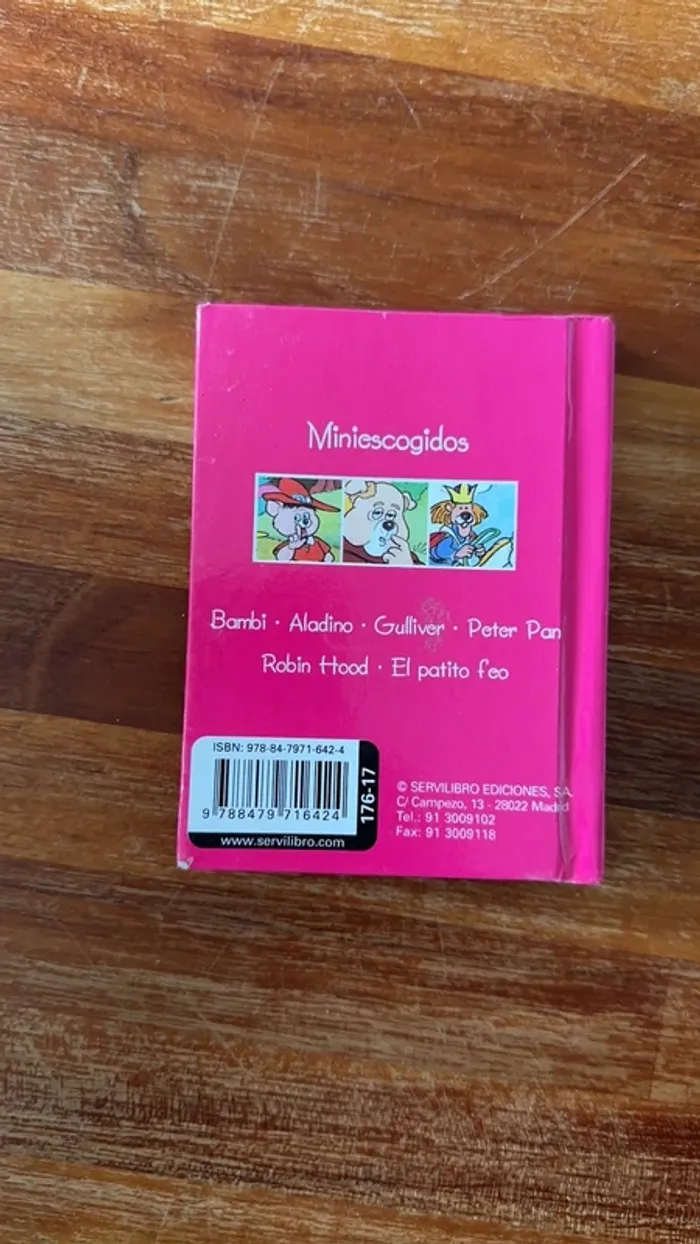 Miniescogidos
Bambi · Aladino · Gulliver · Peter Pan
Robin Hood · El patito feo
ISBN: 978-84-7971-642-4
9 788479 716424
176-17
www.servilibro.com
© SERVILIBRO EDICIONES, S.A.
C/ Campezo, 13 - 28022 Madrid
Tel.: 91 3009102
Fax: 91 3009118